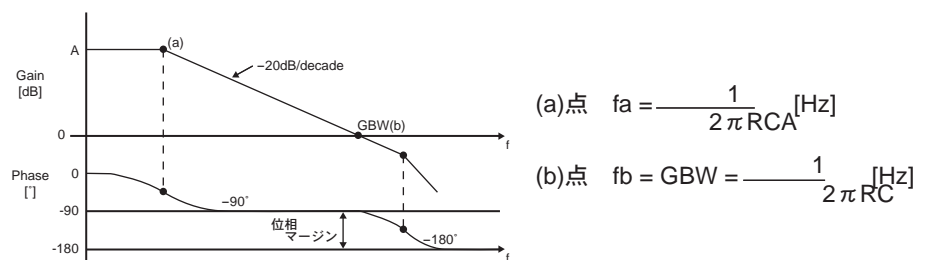 A
(a)
−20dB/decade
Gain
[dB]
GBW(b)
0
f
Phase
[°]
0
−90°
-90
位相
マージン
−180°
-180
f
(a)点 fa = 1 / 2πRCA [Hz]
(b)点 fb = GBW = 1 / 2πRC [Hz]